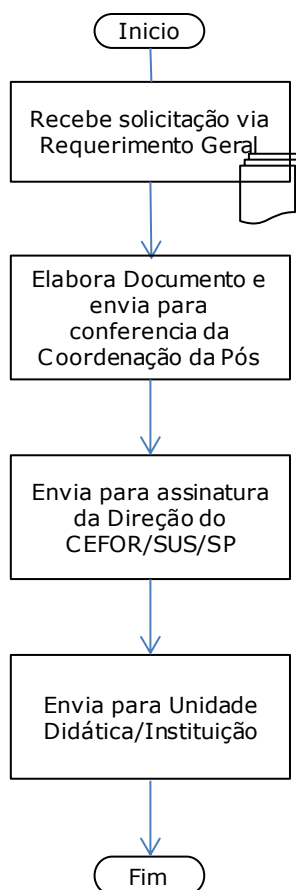 Inicio
Recebe solicitação via
Requerimento Geral
Elabora Documento e
envia para
conferencia da
Coordenação da Pós
Envia para assinatura
da Direção do
CEFOR/SUS/SP
Envia para Unidade
Didática/Instituição
Fim